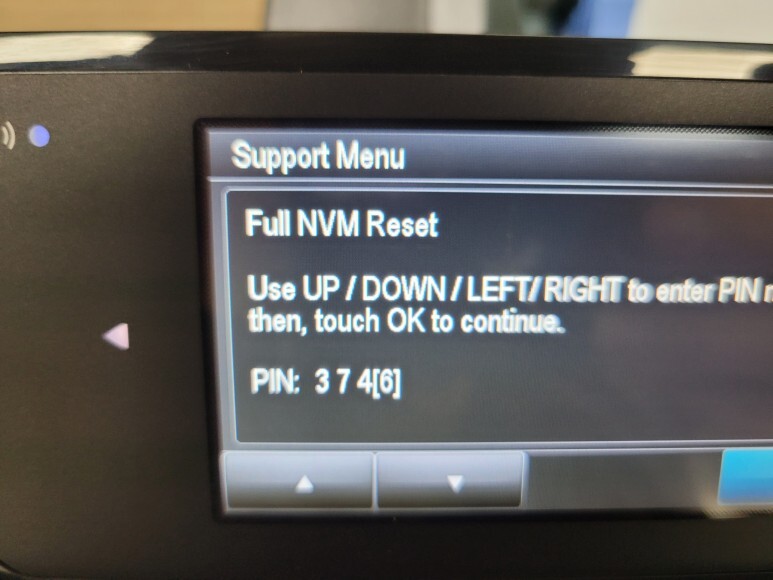 Support Menu
Full NVM Reset
Use UP / DOWN / LEFT/ RIGHT to enter PIN
then, touch OK to continue.
PIN: 3 7 4[6]